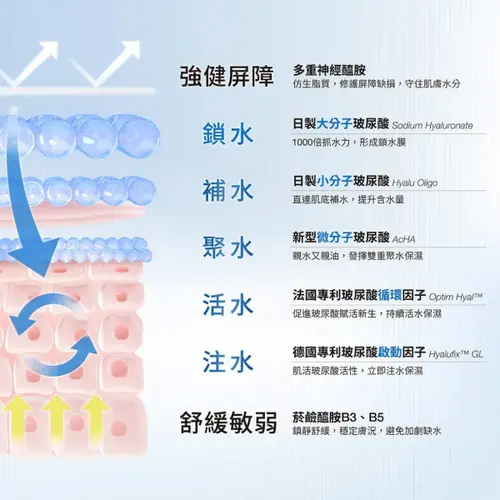 強健屏障
多重神經醯胺
仿生脂質，修護屏障缺損，守住肌膚水分
鎖水
日製大分子玻尿酸 Sodium Hyaluronate
1000倍抓水力，形成鎖水膜
補水
日製小分子玻尿酸 Hyalu Oligo
直達肌底補水，提升含水量
聚水
新型微分子玻尿酸 AcHA
親水又親油，發揮雙重聚水保濕
活水
法國專利玻尿酸循環因子 Optim Hyal™
促進玻尿酸賦活新生，持續活水保濕
注水
德國專利玻尿酸啟動因子 Hyalufix™ GL
肌活玻尿酸活性，立即注水保濕
舒緩敏弱
菸鹼醯胺B3、B5
鎮靜舒緩，穩定膚況，避免加劇缺水